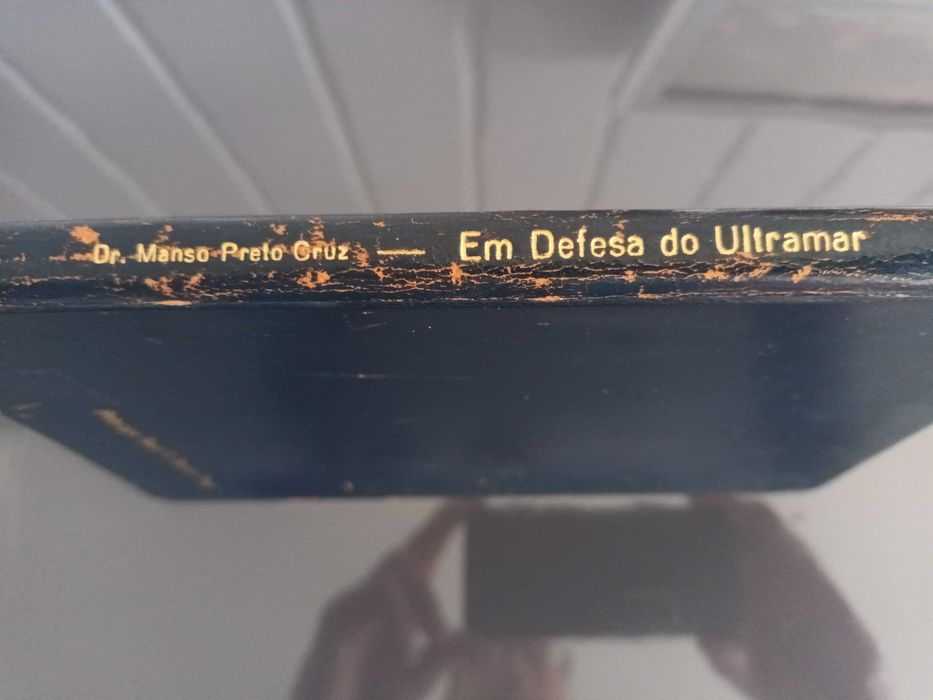 Dr. Manso Preto Cruz — Em Defesa do Ultramar